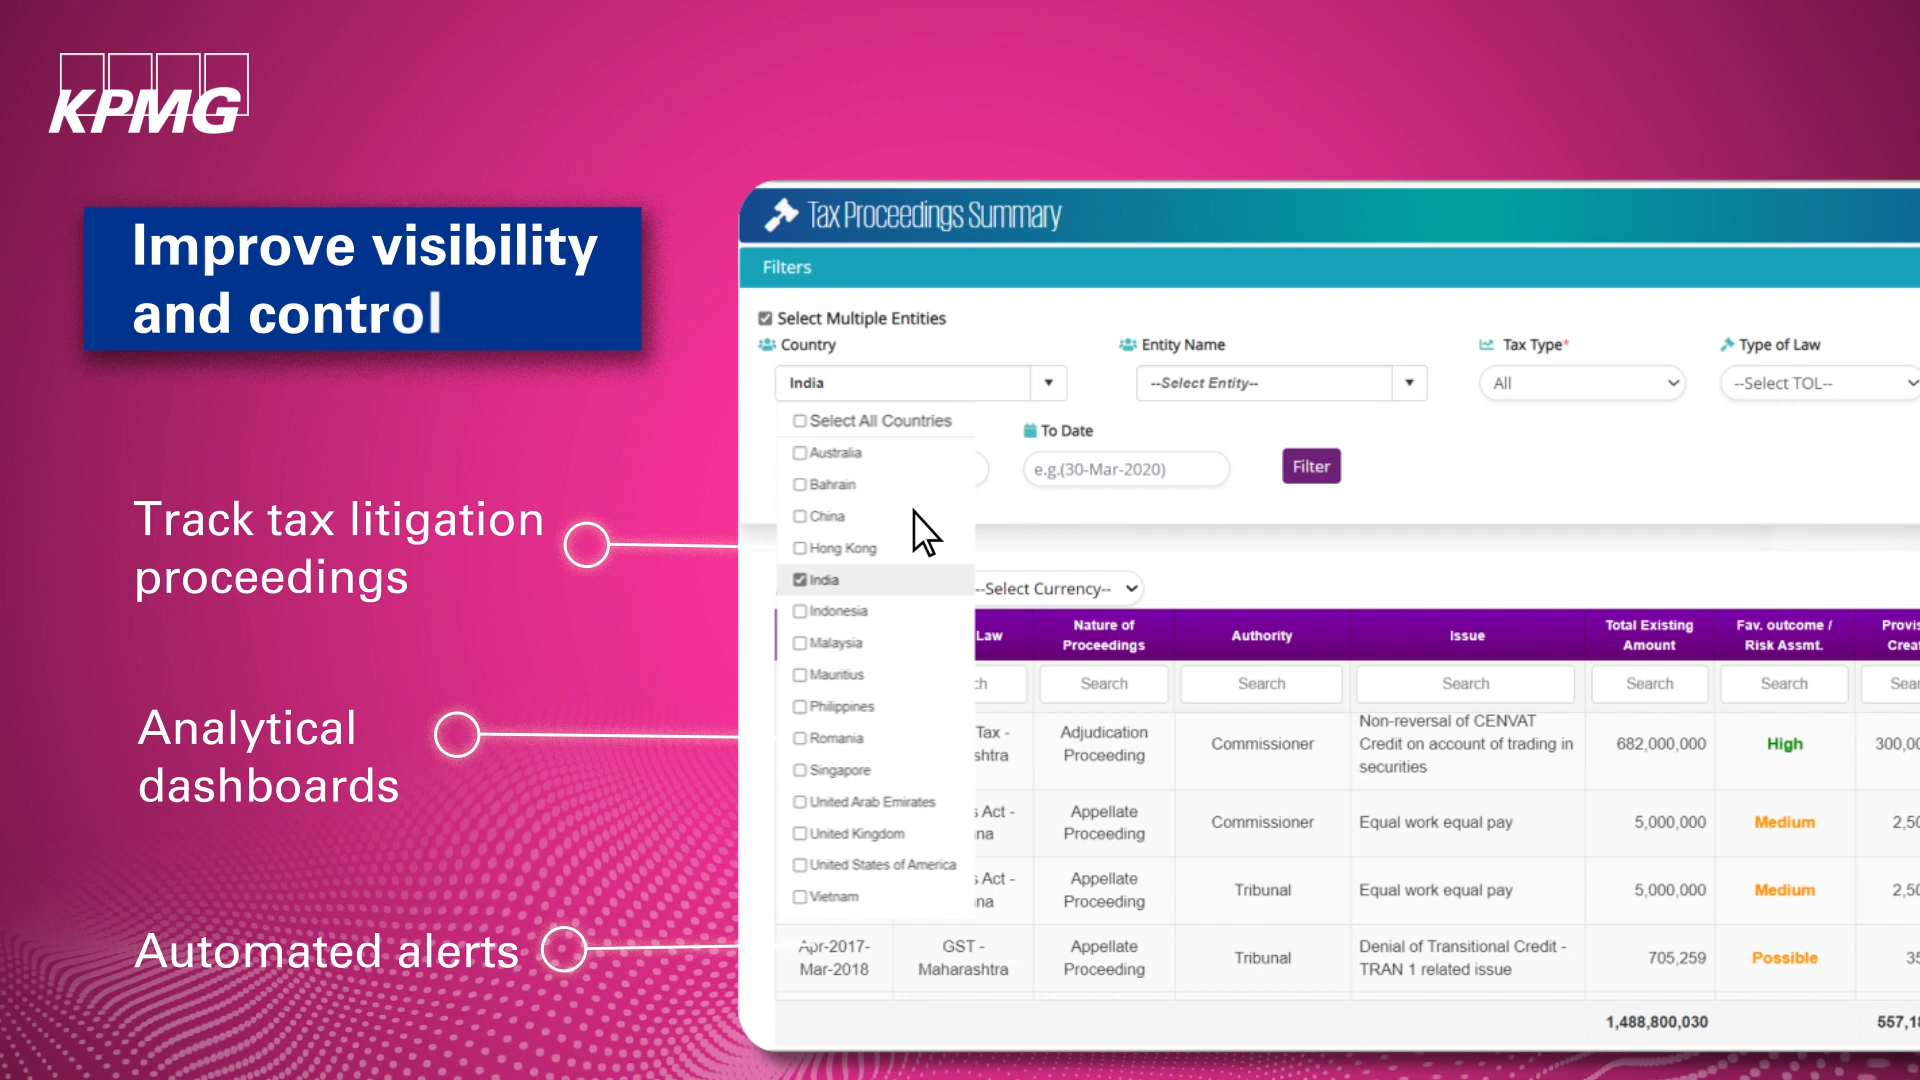 KPMG
Improve visibility
and control
Track tax litigation
proceedings
Analytical
dashboards
Automated alerts
Tax Proceedings Summary
Filters
Select Multiple Entities
Country
Entity Name
Tax Type*
Type of Law
India
--Select Entity--
All
--Select TOL--
Select All Countries
Australia
Bahrain
China
Hong Kong
India
Indonesia
Malaysia
Mauritius
Philippines
Romania
Singapore
United Arab Emirates
United Kingdom
United States of America
Vietnam
To Date
e.g.(30-Mar-2020)
Filter
--Select Currency--
Law
Nature of
Proceedings
Authority
Issue
Total Existing
Amount
Fav. outcome /
Risk Assmt.
Search
Search
Search
Search
Search
Tax -
Adjudication
Proceeding
Commissioner
Non-reversal of CENVAT
Credit on account of trading in
securities
682,000,000
High
Act -
Appellate
Proceeding
Commissioner
Equal work equal pay
5,000,000
Medium
Act -
Appellate
Proceeding
Tribunal
Equal work equal pay
5,000,000
Medium
Apr-2017-
Mar-2018
GST -
Maharashtra
Appellate
Proceeding
Tribunal
Denial of Transitional Credit -
TRAN 1 related issue
705,259
Possible
1,488,800,030